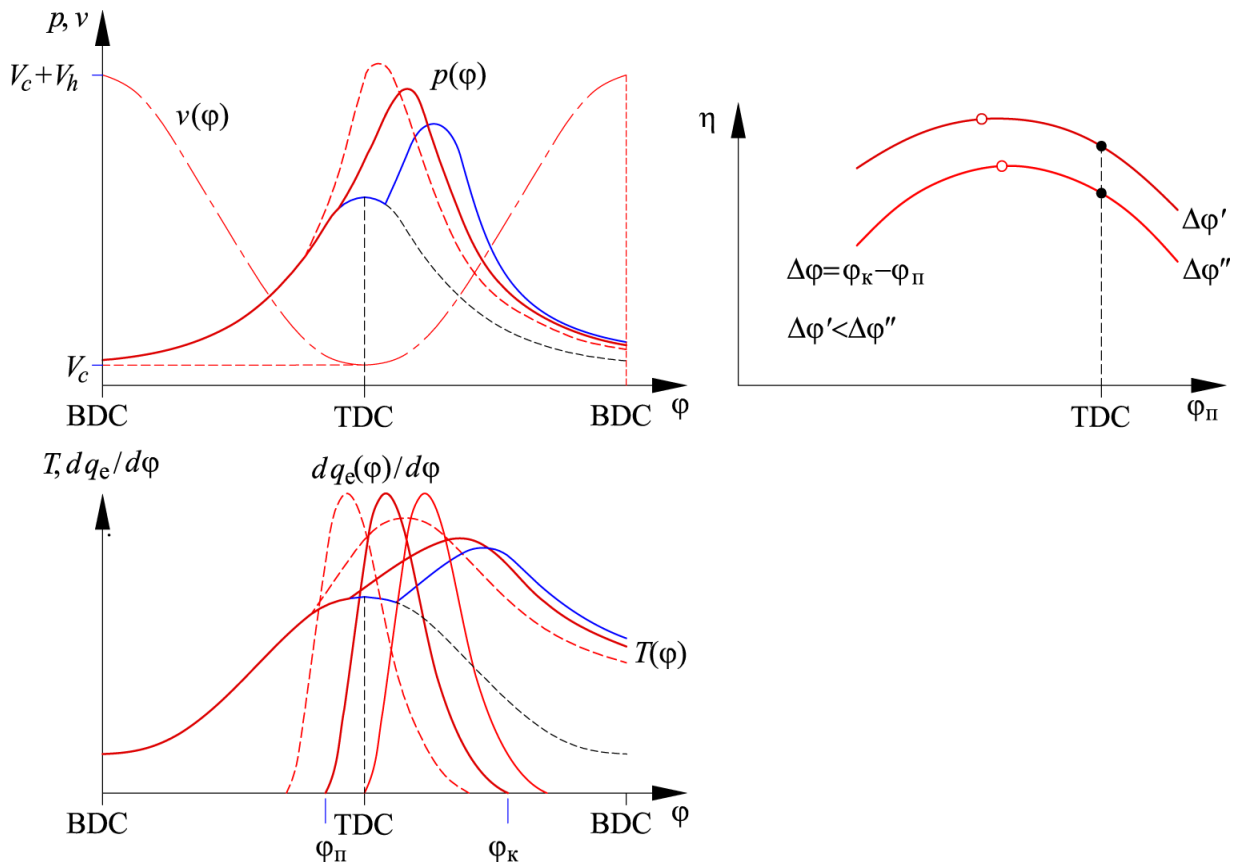 p, v
V_c+V_h
v(φ)
p(φ)
V_c
BDC
TDC
BDC
φ
η
Δφ′
Δφ″
Δφ=φ_к−φ_п
Δφ′<Δφ″
TDC
φ_п
T, dq_e/dφ
dq_e(φ)/dφ
T(φ)
BDC
TDC
BDC
φ
φ_п
φ_к